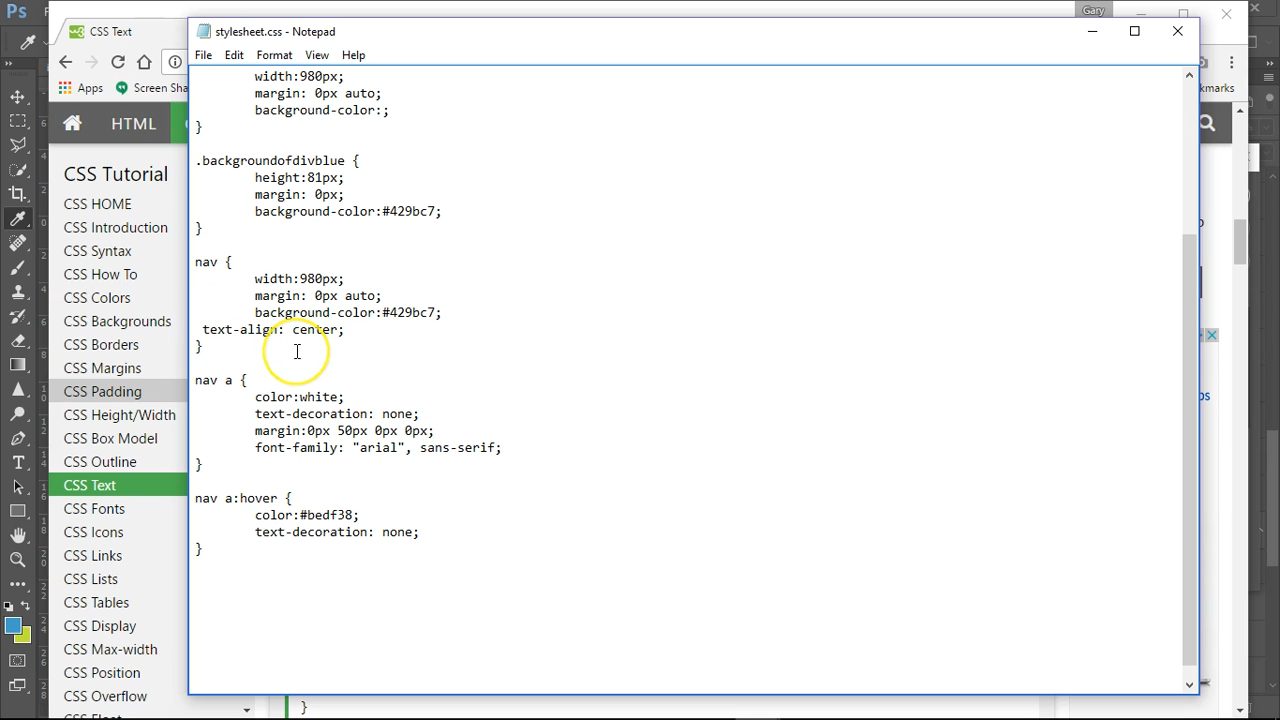 Ps
Gary
CSS Text
stylesheet.css - Notepad
File Edit Format View Help
Apps
Screen Sha
kmarks
HTML
CSS Tutorial
CSS HOME
CSS Introduction
CSS Syntax
CSS How To
CSS Colors
CSS Backgrounds
CSS Borders
CSS Margins
CSS Padding
CSS Height/Width
CSS Box Model
CSS Outline
CSS Text
CSS Fonts
CSS Icons
CSS Links
CSS Lists
CSS Tables
CSS Display
CSS Max-width
CSS Position
CSS Overflow
width:980px;
margin: 0px auto;
background-color:;
}
.backgroundofdivblue {
height:81px;
margin: 0px;
background-color:#429bc7;
}
nav {
width:980px;
margin: 0px auto;
background-color:#429bc7;
text-align: center;
}
nav a {
color:white;
text-decoration: none;
margin:0px 50px 0px 0px;
font-family: "arial", sans-serif;
}
nav a:hover {
color:#bedf38;
text-decoration: none;
}
}